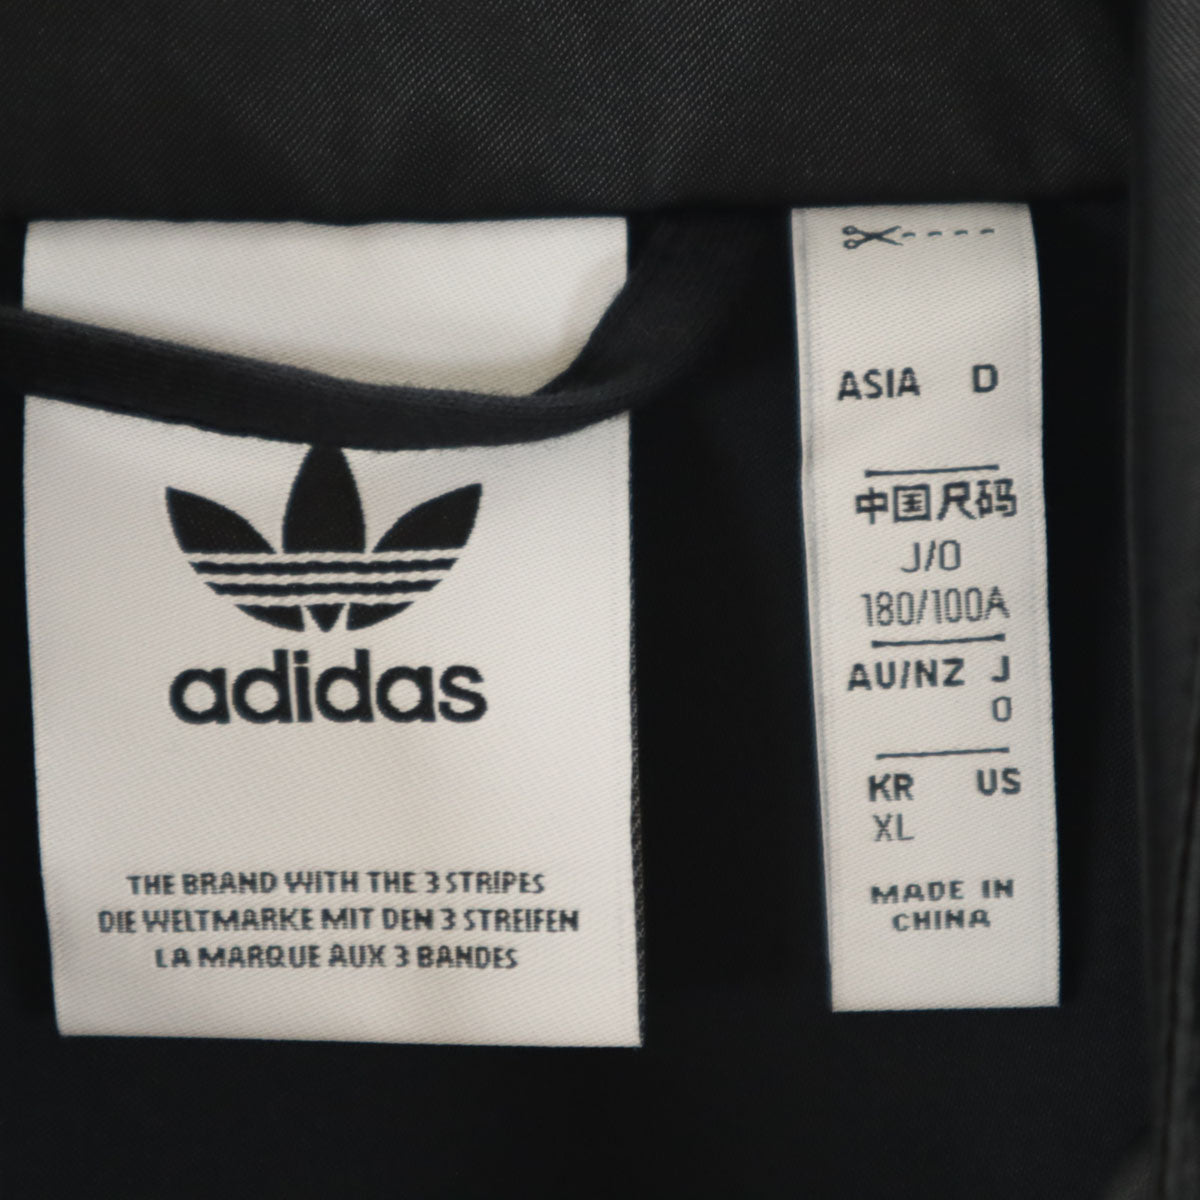 adidas
THE BRAND WITH THE 3 STRIPES
DIE WELTMARKE MIT DEN 3 STREIFEN
LA MARQUE AUX 3 BANDES
ASIA D
中国尺码
J/O
180/100A
AU/NZ J
O
KR US
XL
MADE IN
CHINA